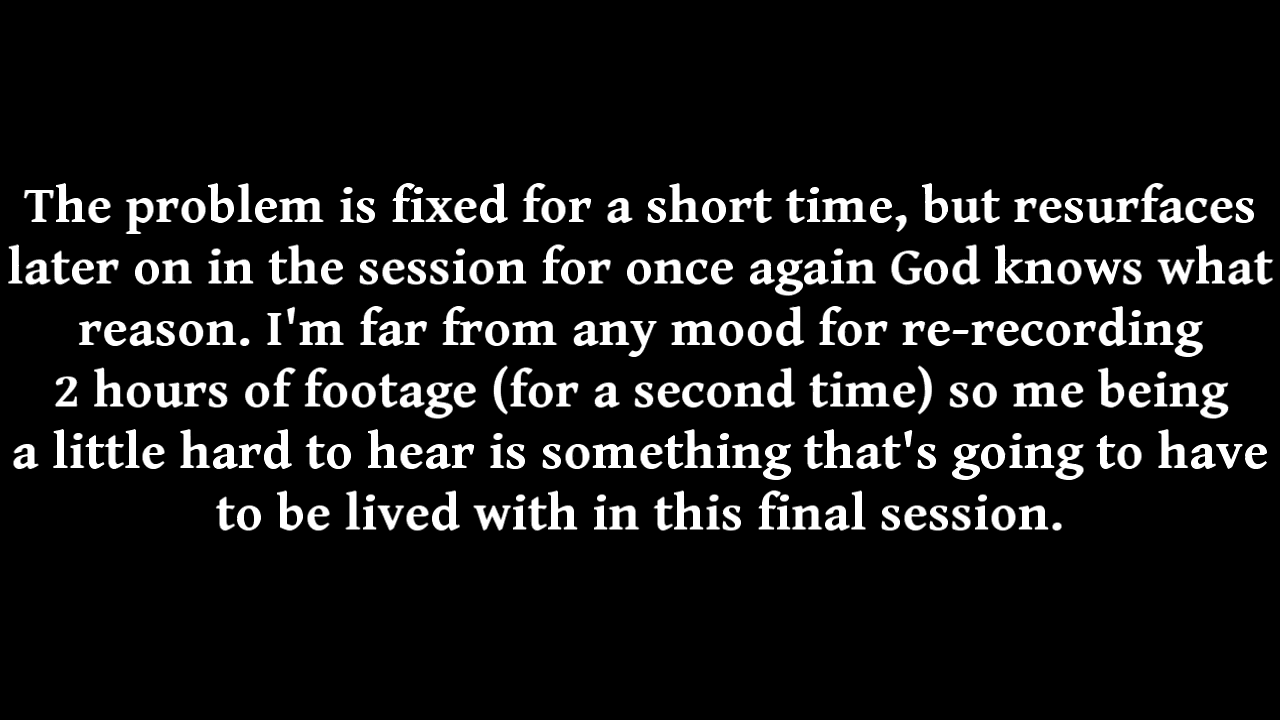 The problem is fixed for a short time, but resurfaces
later on in the session for once again God knows what
reason. I'm far from any mood for re-recording
2 hours of footage (for a second time) so me being
a little hard to hear is something that's going to have
to be lived with in this final session.